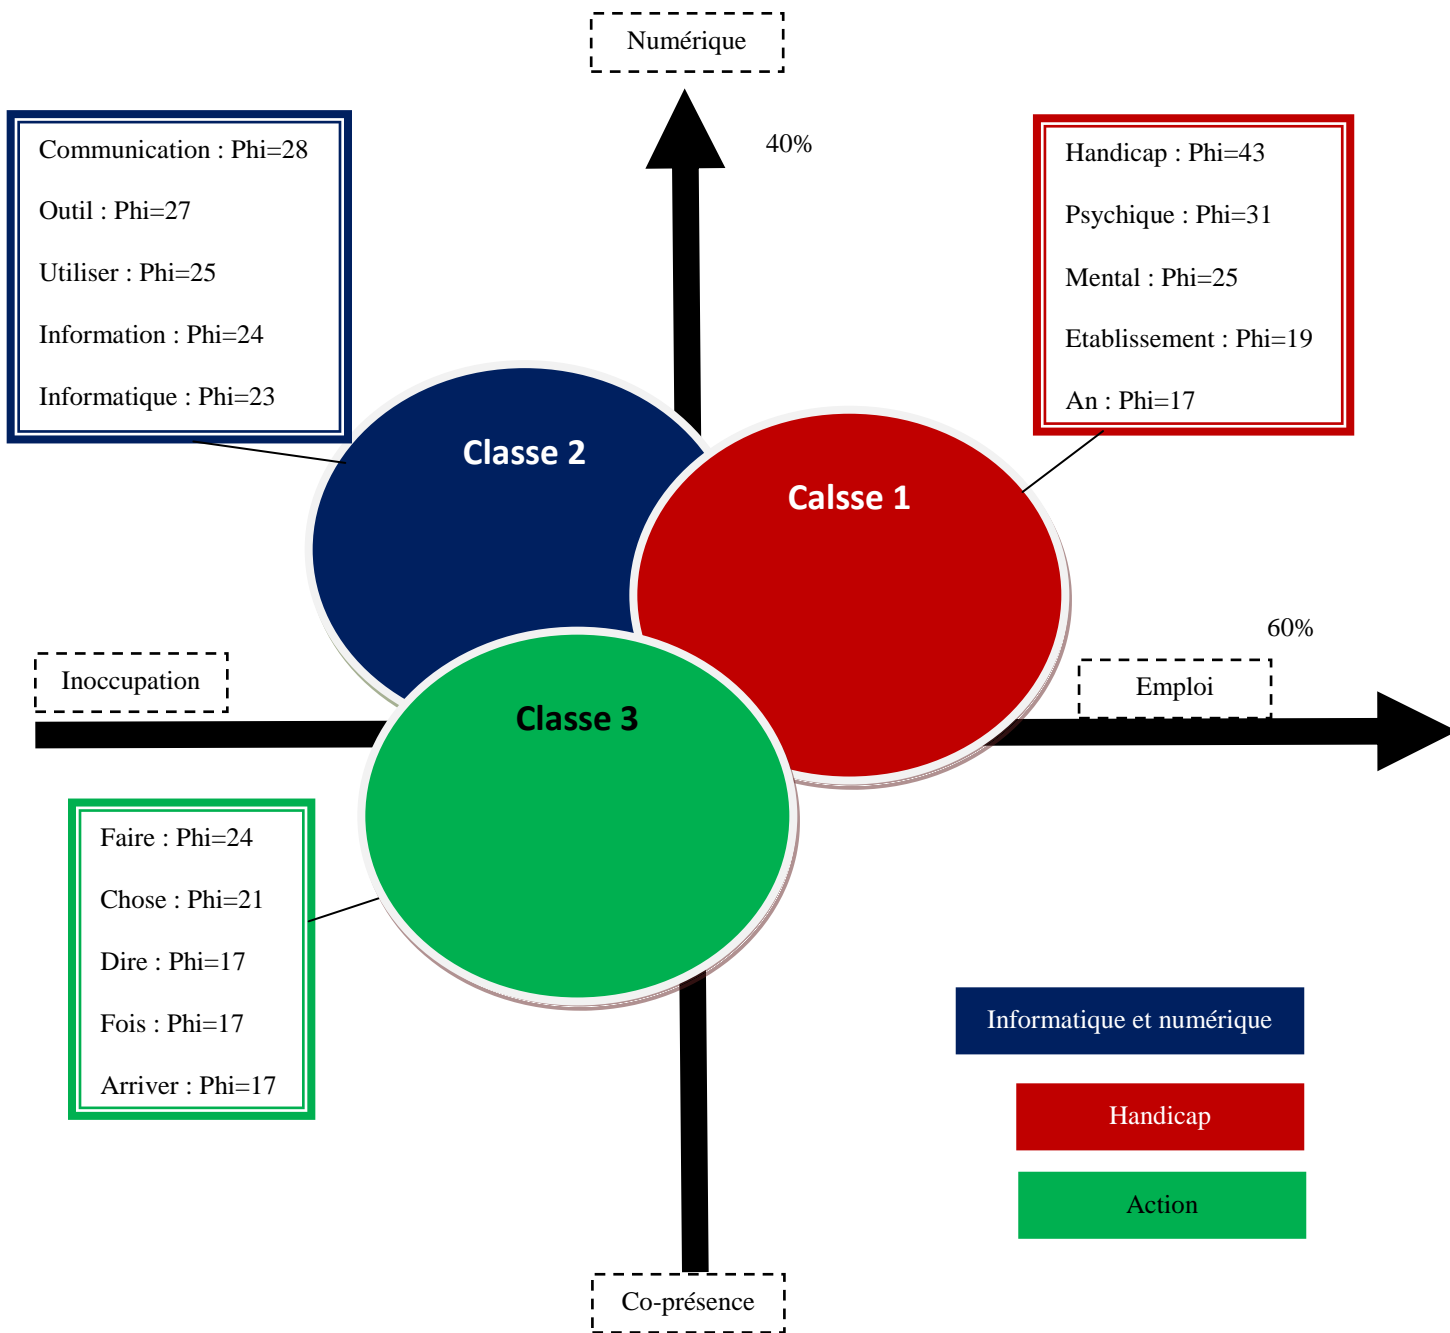 Numérique
40%
Communication : Phi=28
Outil : Phi=27
Utiliser : Phi=25
Information : Phi=24
Informatique : Phi=23
Handicap : Phi=43
Psychique : Phi=31
Mental : Phi=25
Etablissement : Phi=19
An : Phi=17
Classe 2
Calsse 1
60%
Inoccupation
Emploi
Classe 3
Faire : Phi=24
Chose : Phi=21
Dire : Phi=17
Fois : Phi=17
Arriver : Phi=17
Informatique et numérique
Handicap
Action
Co-présence